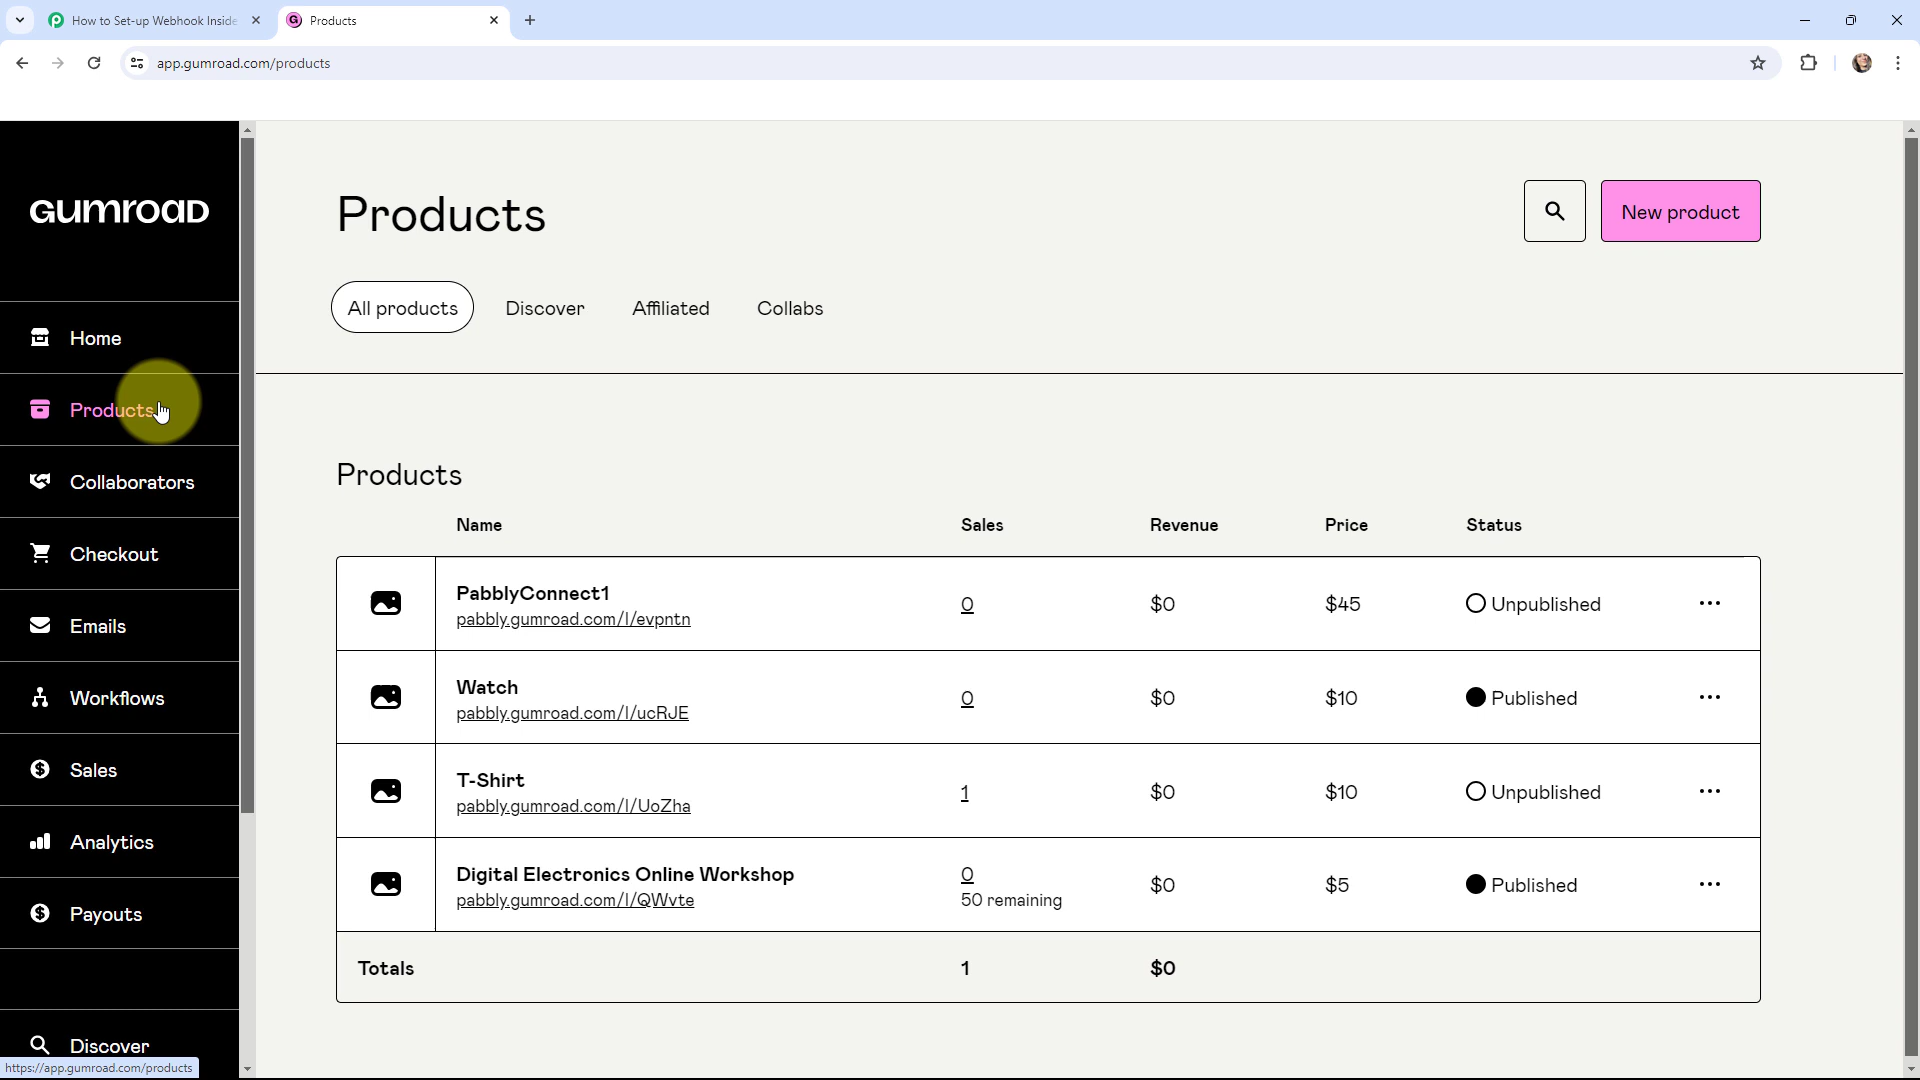 How to Set-up Webhook Inside
Products
app.gumroad.com/products
GUMROAD
Home
Products
Collaborators
Checkout
Emails
Workflows
Sales
Analytics
Payouts
Discover
https://app.gumroad.com/products
Products
New product
All products Discover Affiliated Collabs
Products
Name Sales Revenue Price Status
PabblyConnect1
pabbly.gumroad.com/l/evpntn
0 $0 $45 Unpublished
Watch
pabbly.gumroad.com/l/ucRJE
0 $0 $10 Published
T-Shirt
pabbly.gumroad.com/l/UoZha
1 $0 $10 Unpublished
Digital Electronics Online Workshop
pabbly.gumroad.com/l/QWvte
0
50 remaining
$0 $5 Published
Totals 1 $0